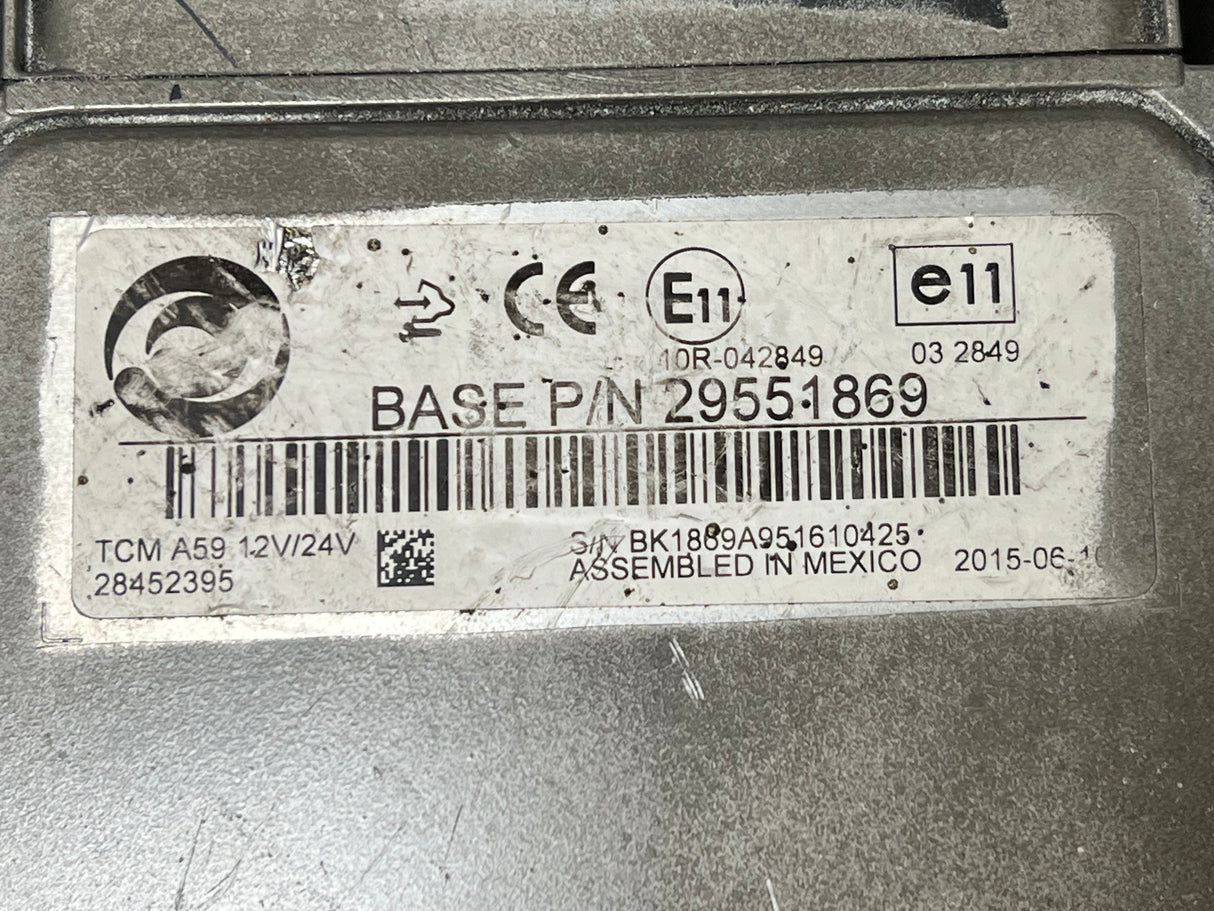 CE E11 e11
10R-042849 03 2849
BASE P/N 29551869
TCM A59 12V/24V
28452395
S/N BK1869A951610425
ASSEMBLED IN MEXICO 2015-06-10